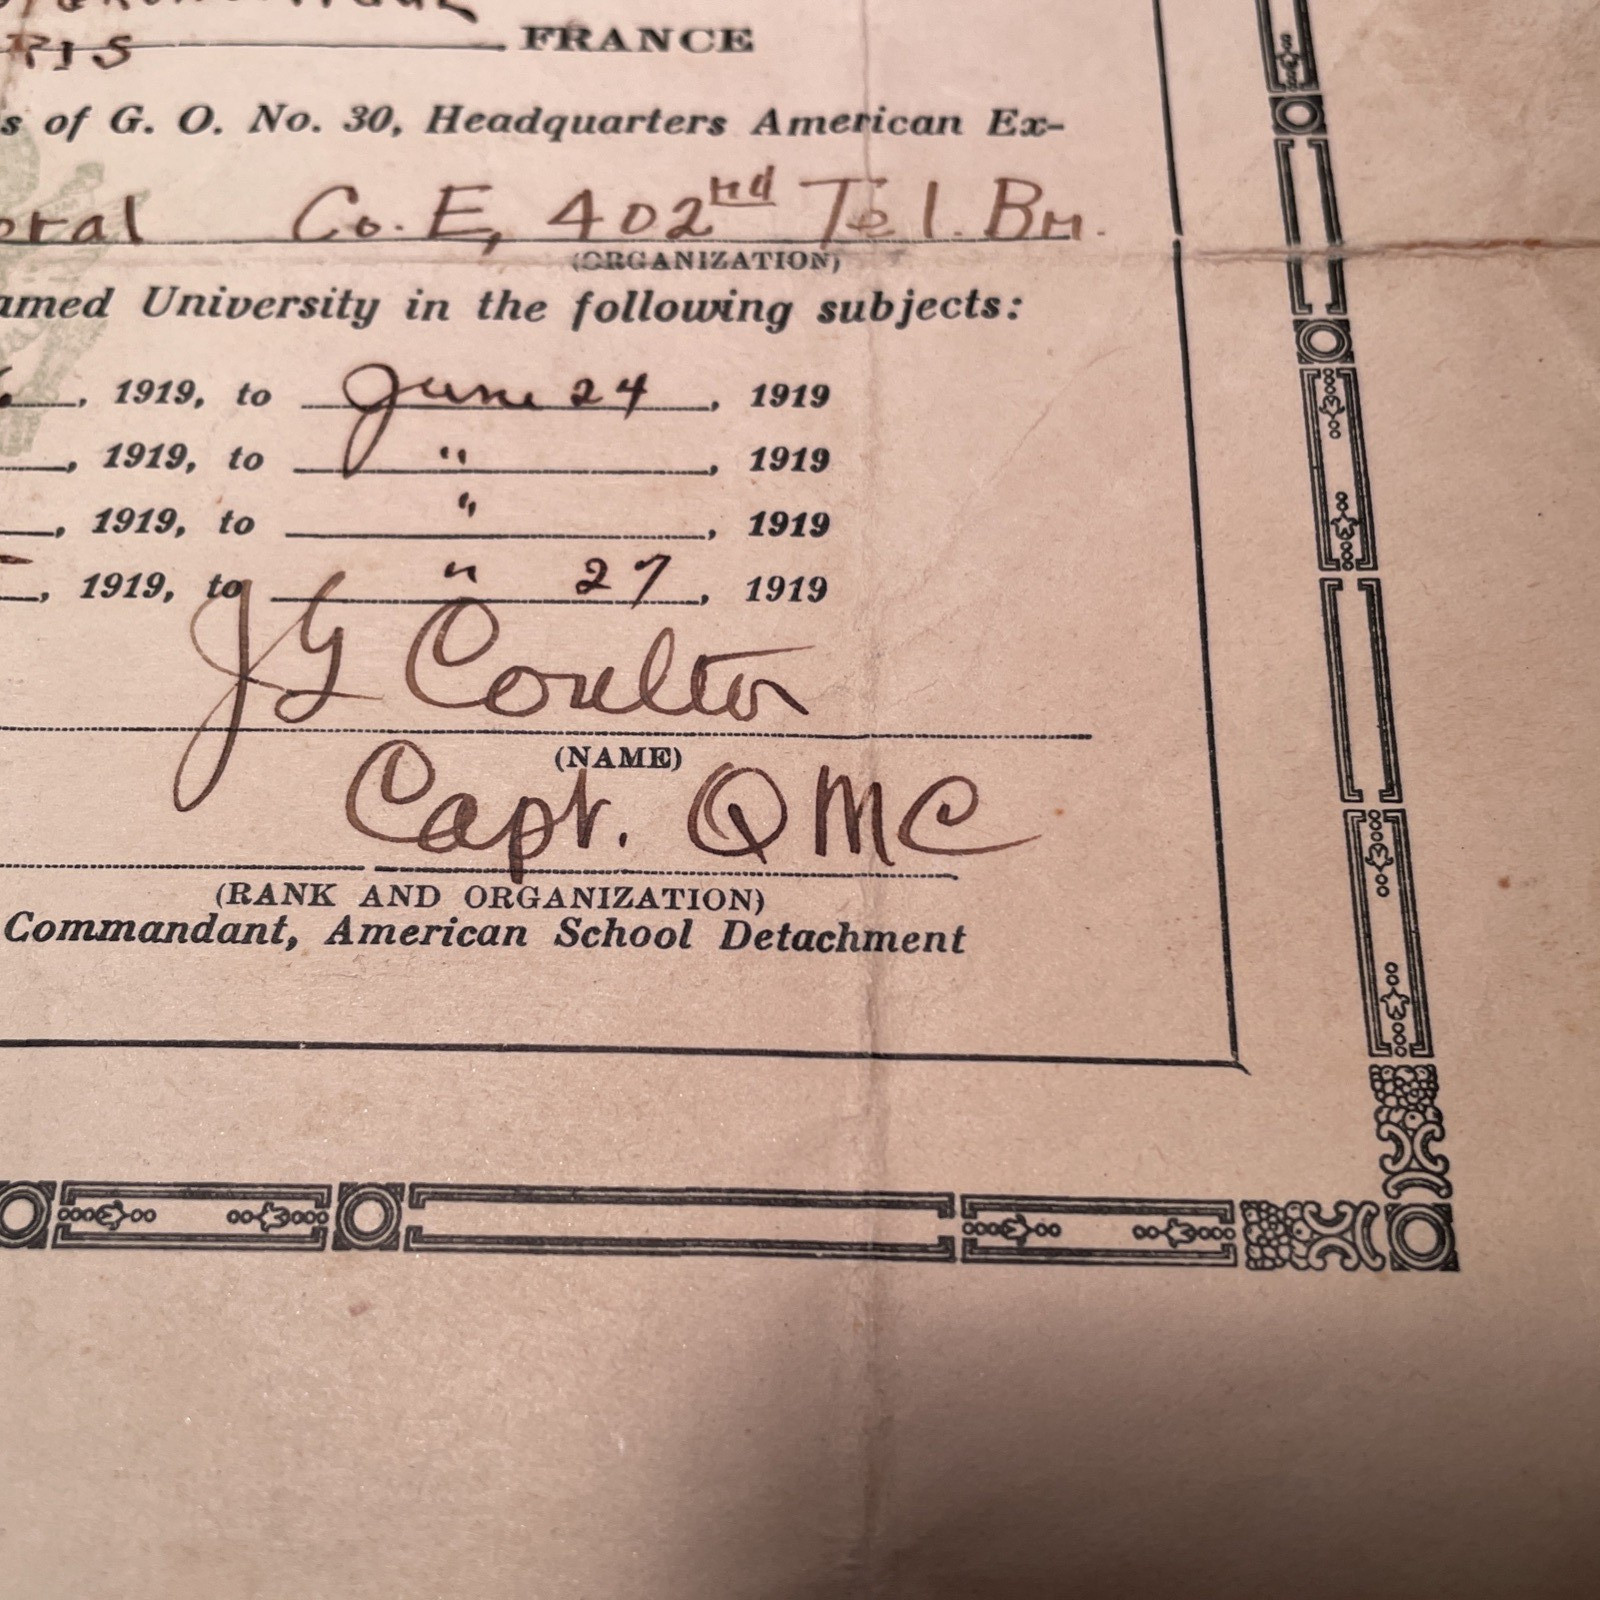 RIS FRANCE
s of G. O. No. 30, Headquarters American Ex-
oral Co. E, 402nd Tel. Bn.
(ORGANIZATION)
amed University in the following subjects:
, 1919, to June 24, 1919
, 1919, to " , 1919
, 1919, to " , 1919
, 1919, to " 27, 1919
J G Coulter
(NAME)
Capt. QMC
(RANK AND ORGANIZATION)
Commandant, American School Detachment